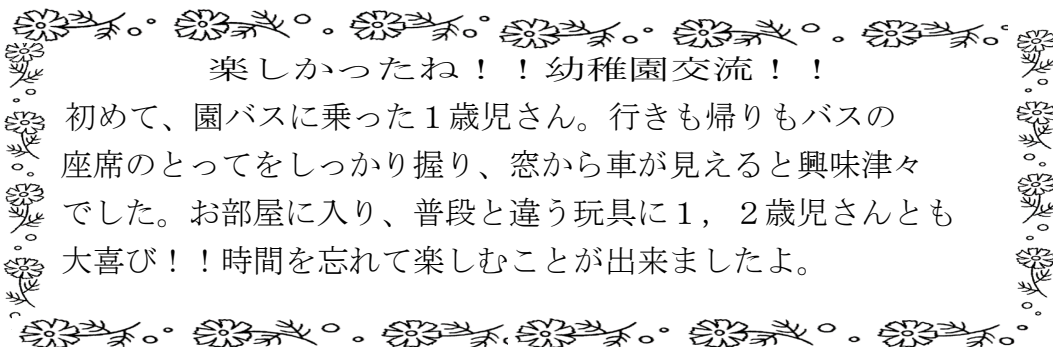 楽しかったね！！幼稚園交流！！
初めて、園バスに乗った１歳児さん。行きも帰りもバスの
座席のとってをしっかり握り、窓から車が見えると興味津々
でした。お部屋に入り、普段と違う玩具に１，２歳児さんとも
大喜び！！時間を忘れて楽しむことが出来ましたよ。